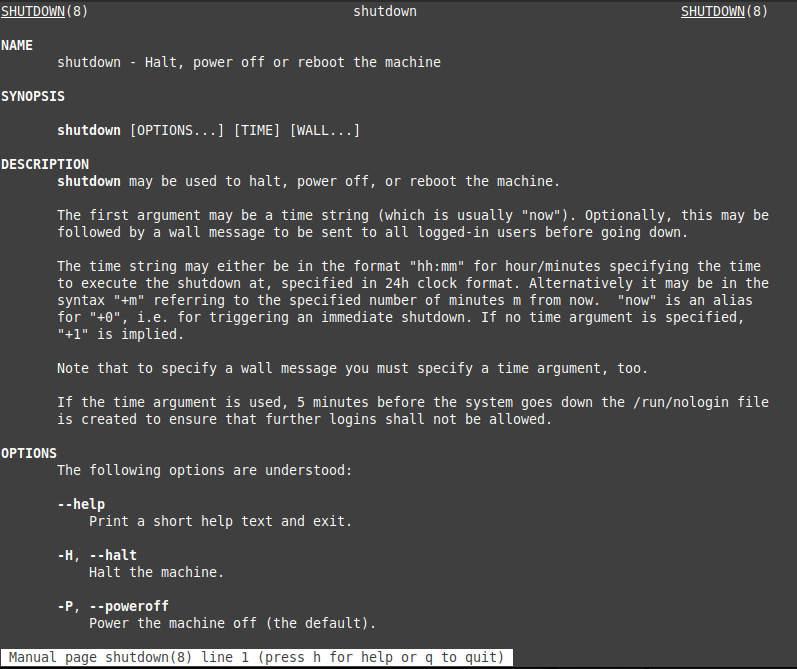 SHUTDOWN(8) shutdown SHUTDOWN(8)
NAME
shutdown - Halt, power off or reboot the machine
SYNOPSIS
shutdown [OPTIONS...] [TIME] [WALL...]
DESCRIPTION
shutdown may be used to halt, power off, or reboot the machine.
The first argument may be a time string (which is usually "now"). Optionally, this may be
followed by a wall message to be sent to all logged-in users before going down.
The time string may either be in the format "hh:mm" for hour/minutes specifying the time
to execute the shutdown at, specified in 24h clock format. Alternatively it may be in the
syntax "+m" referring to the specified number of minutes m from now.  "now" is an alias
for "+0", i.e. for triggering an immediate shutdown. If no time argument is specified,
"+1" is implied.
Note that to specify a wall message you must specify a time argument, too.
If the time argument is used, 5 minutes before the system goes down the /run/nologin file
is created to ensure that further logins shall not be allowed.
OPTIONS
The following options are understood:
--help
Print a short help text and exit.
-H, --halt
Halt the machine.
-P, --poweroff
Power the machine off (the default).
Manual page shutdown(8) line 1 (press h for help or q to quit)